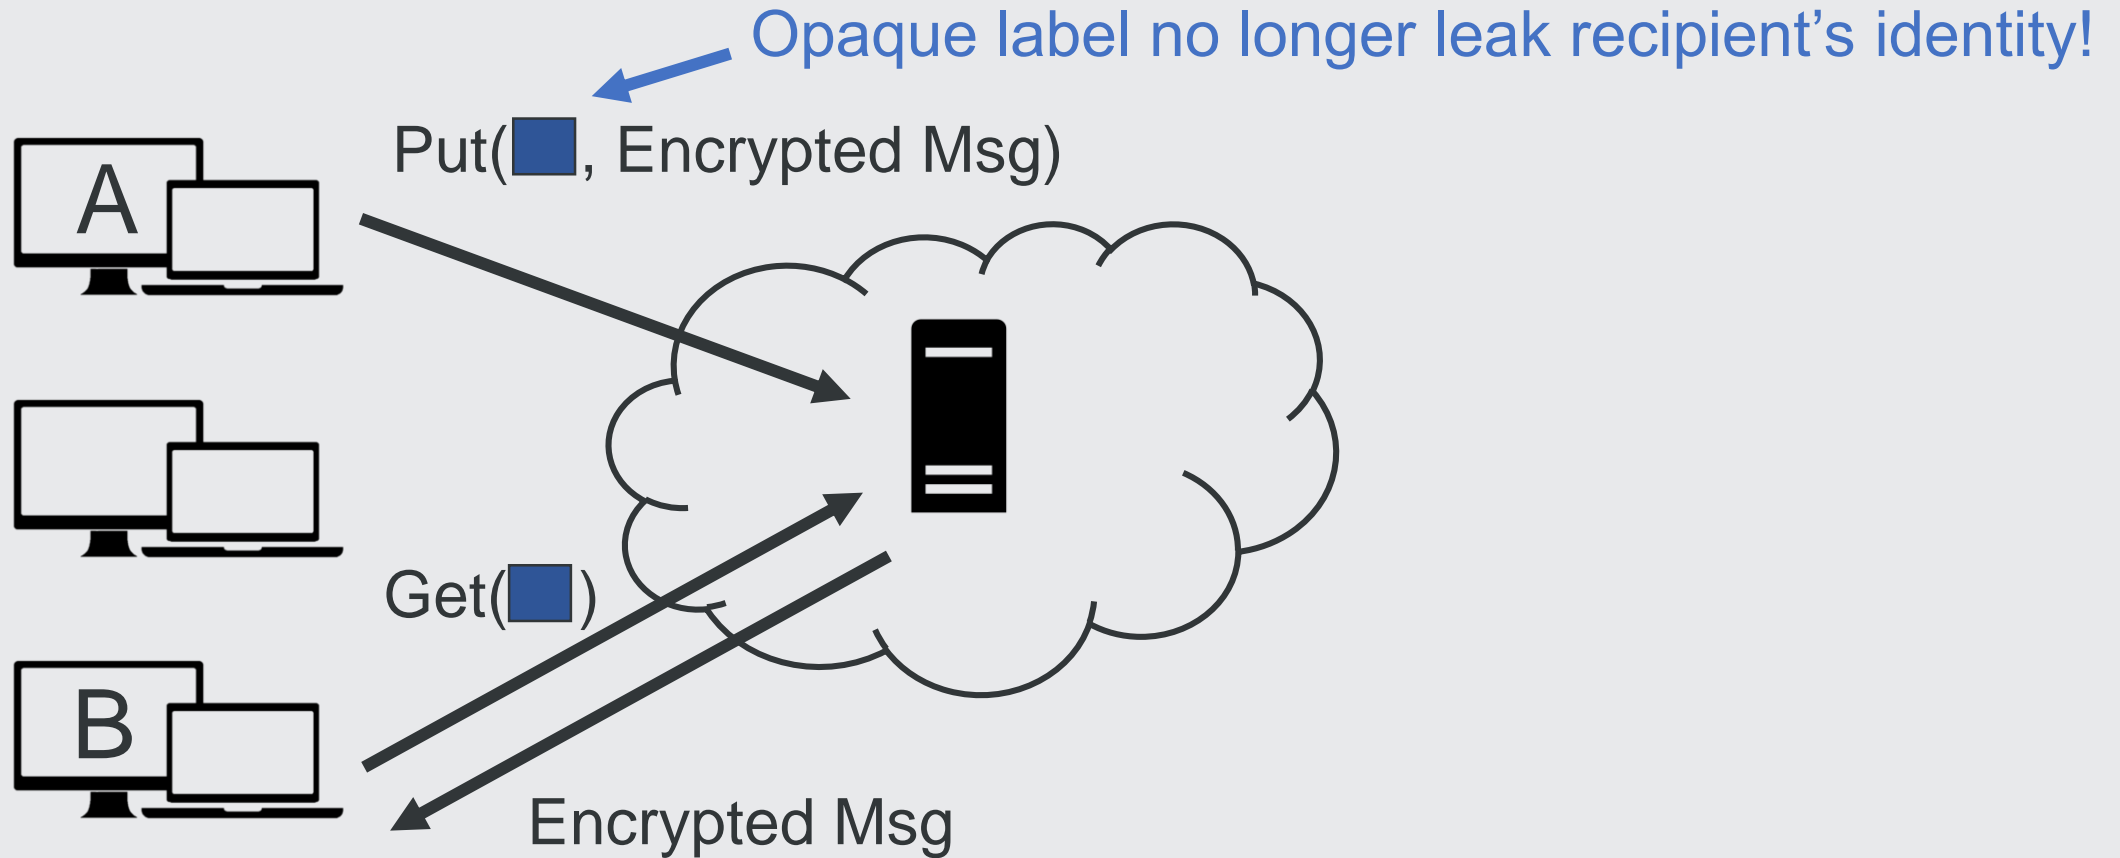 Opaque label no longer leak recipient’s identity!
Put( , Encrypted Msg)
A
Get( )
B
Encrypted Msg